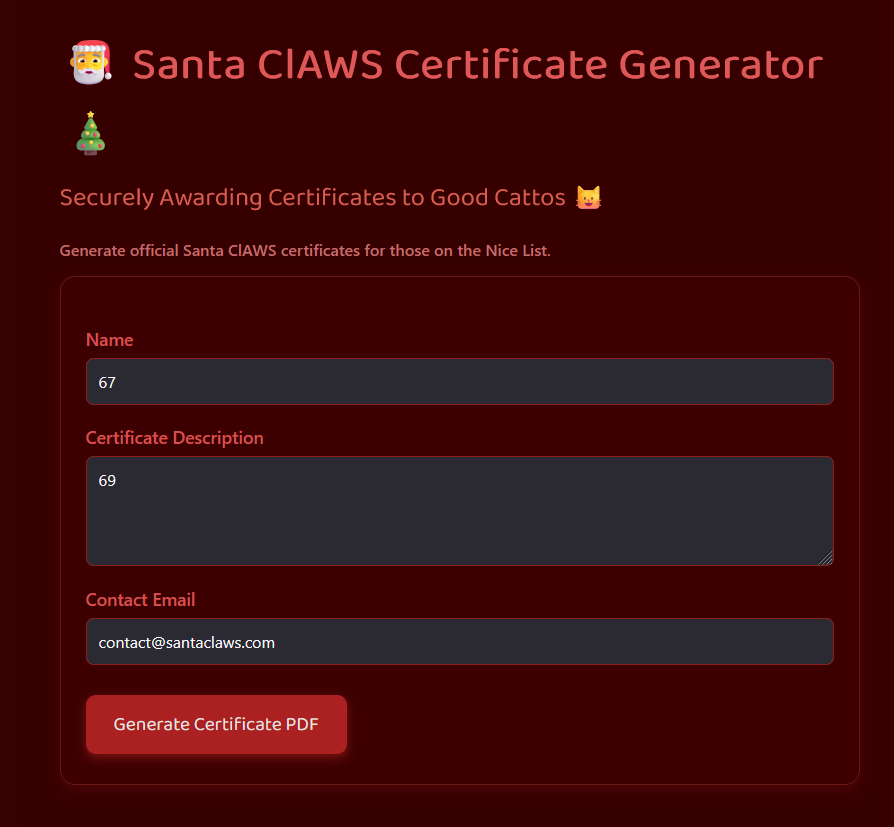 🎅 Santa ClAWS Certificate Generator
🎄
Securely Awarding Certificates to Good Cattos 😺
Generate official Santa ClAWS certificates for those on the Nice List.
Name
67
Certificate Description
69
Contact Email
contact@santaclaws.com
Generate Certificate PDF